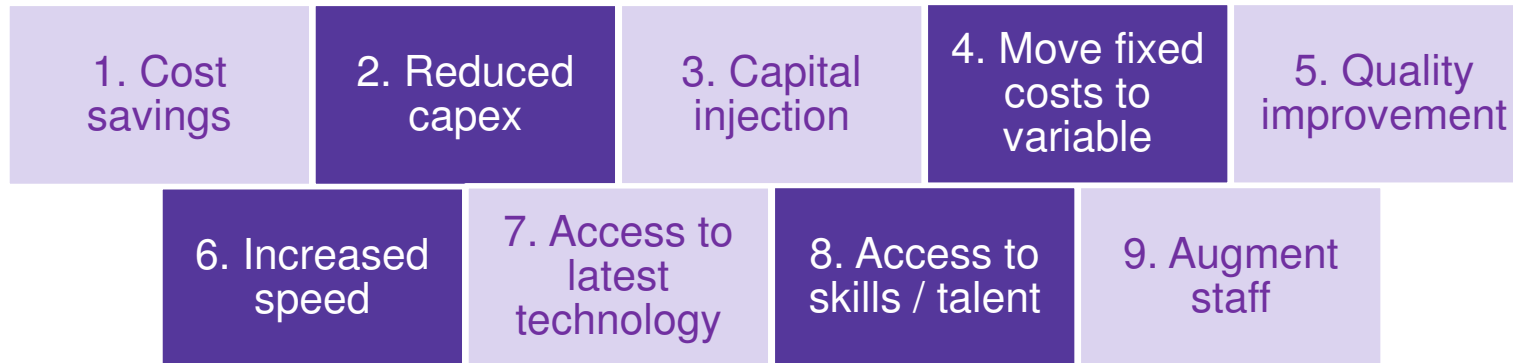 1. Cost
savings
2. Reduced
capex
3. Capital
injection
4. Move fixed
costs to
variable
5. Quality
improvement
6. Increased
speed
7. Access to
latest
technology
8. Access to
skills / talent
9. Augment
staff